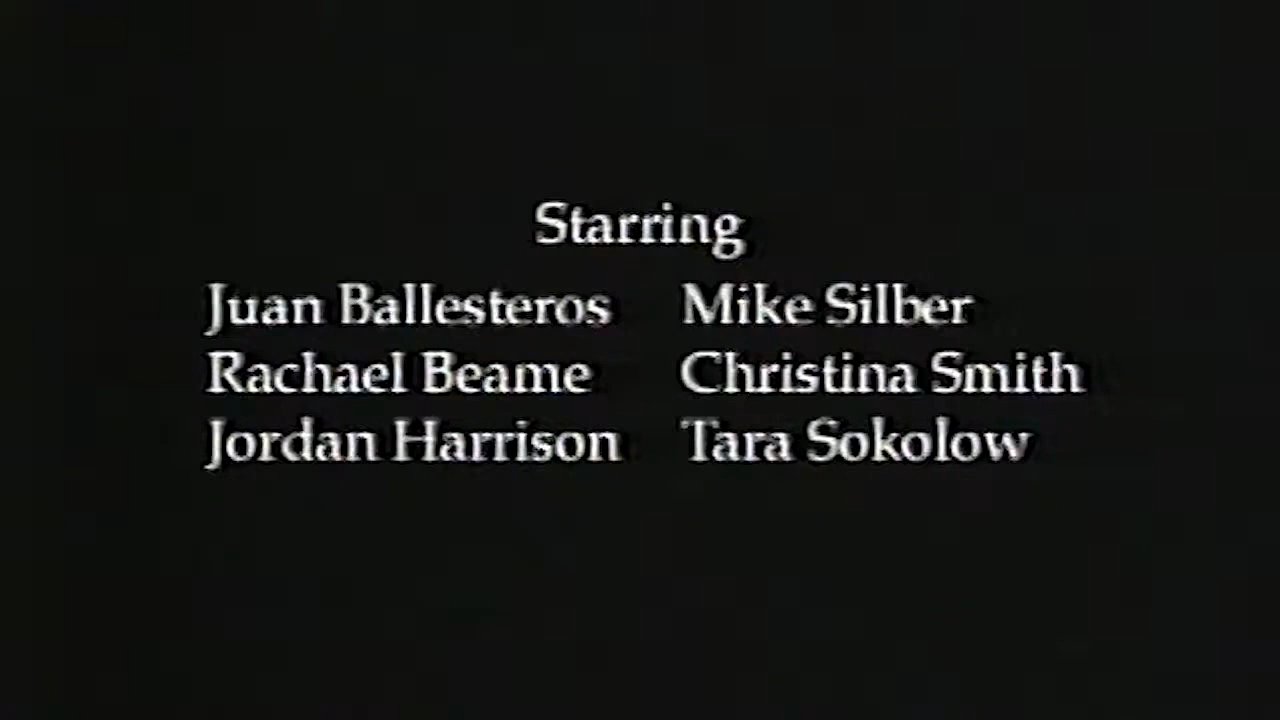 Starring
Juan Ballesteros Mike Silber
Rachael Beame Christina Smith
Jordan Harrison Tara Sokolow